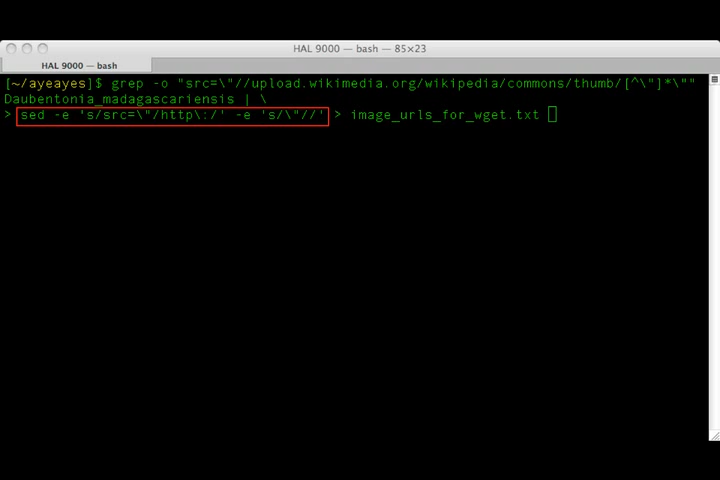 HAL 9000 — bash — 85×23
HAL 9000 — bash
[~/ayeayes]$ grep -o "src=\"//upload.wikimedia.org/wikipedia/commons/thumb/[^\"]*\""
Daubentonia_madagascariensis | \
> sed -e 's/src=\"/http\:/' -e 's/\"//' > image_urls_for_wget.txt